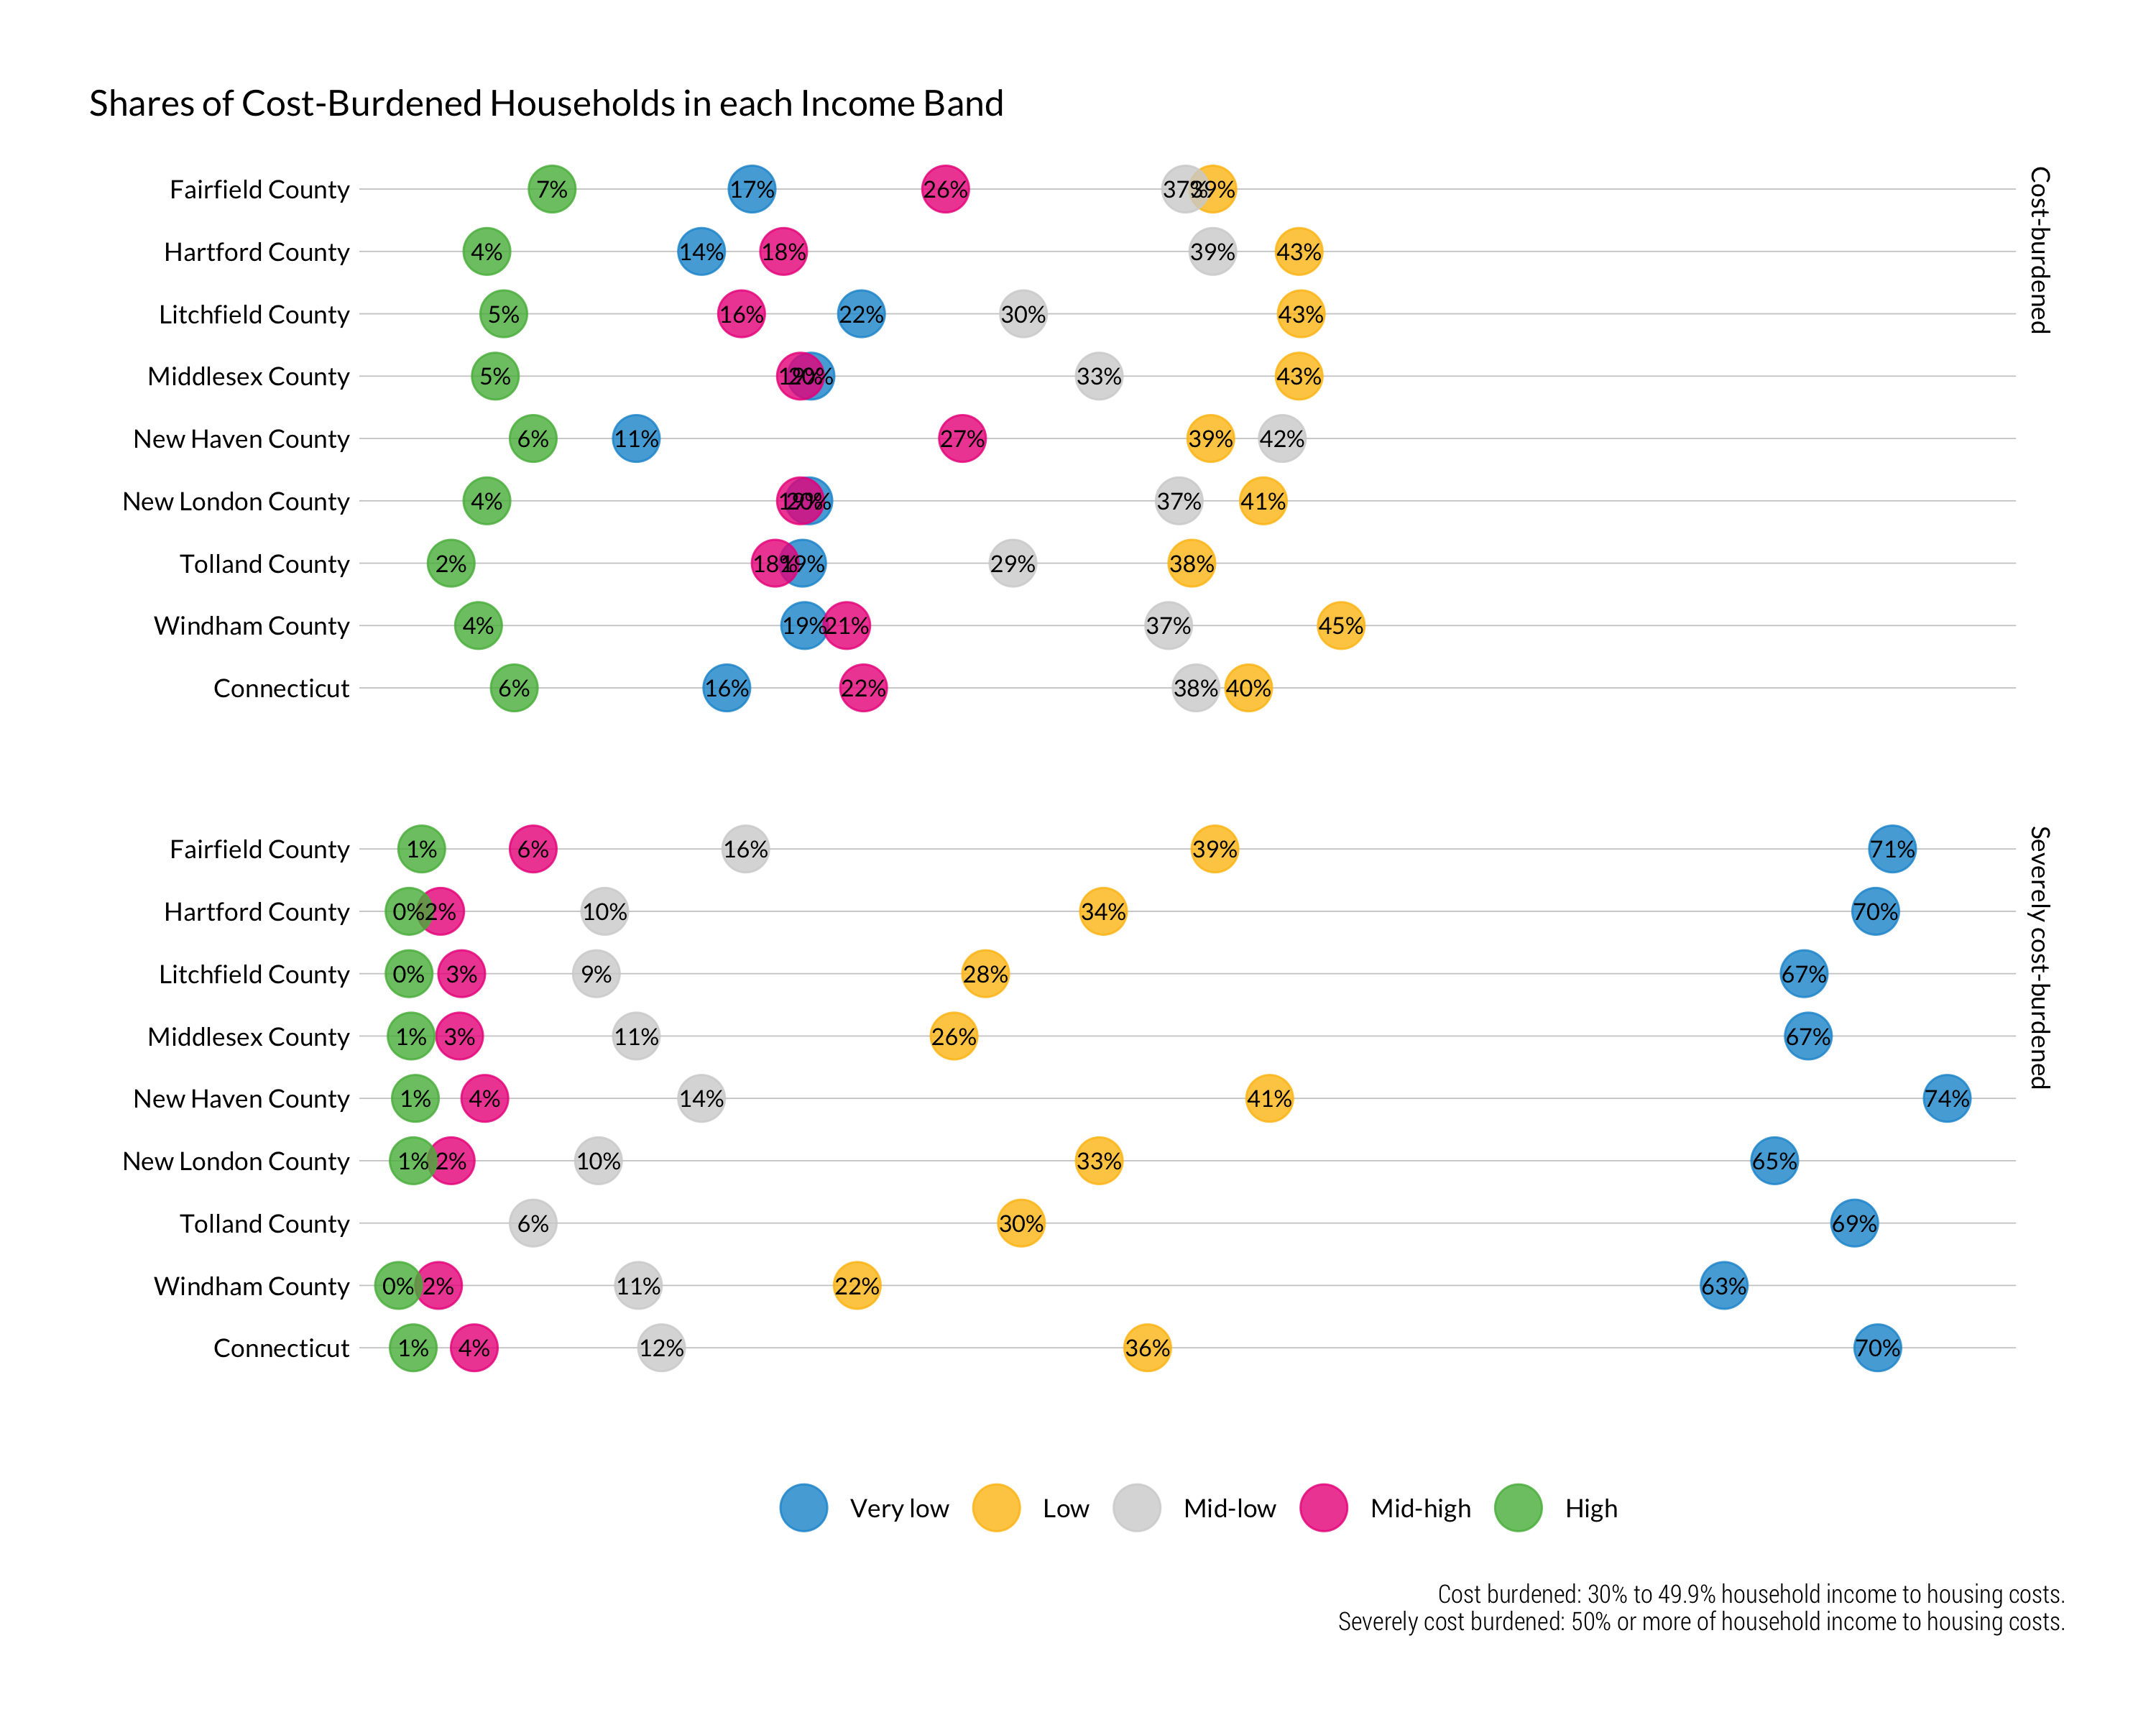 Shares of Cost-Burdened Households in each Income Band
Cost-burdened
Fairfield County 7% 17% 26% 37% 39%
Hartford County 4% 14% 18% 39% 43%
Litchfield County 5% 16% 22% 30% 43%
Middlesex County 5% 19% 20% 33% 43%
New Haven County 6% 11% 27% 39% 42%
New London County 4% 19% 20% 37% 41%
Tolland County 2% 18% 19% 29% 38%
Windham County 4% 19% 21% 37% 45%
Connecticut 6% 16% 22% 38% 40%
Severely cost-burdened
Fairfield County 1% 6% 16% 39% 71%
Hartford County 0% 2% 10% 34% 70%
Litchfield County 0% 3% 9% 28% 67%
Middlesex County 1% 3% 11% 26% 67%
New Haven County 1% 4% 14% 41% 74%
New London County 1% 2% 10% 33% 65%
Tolland County 6% 30% 69%
Windham County 0% 2% 11% 22% 63%
Connecticut 1% 4% 12% 36% 70%
Very low Low Mid-low Mid-high High
Cost burdened: 30% to 49.9% household income to housing costs.
Severely cost burdened: 50% or more of household income to housing costs.